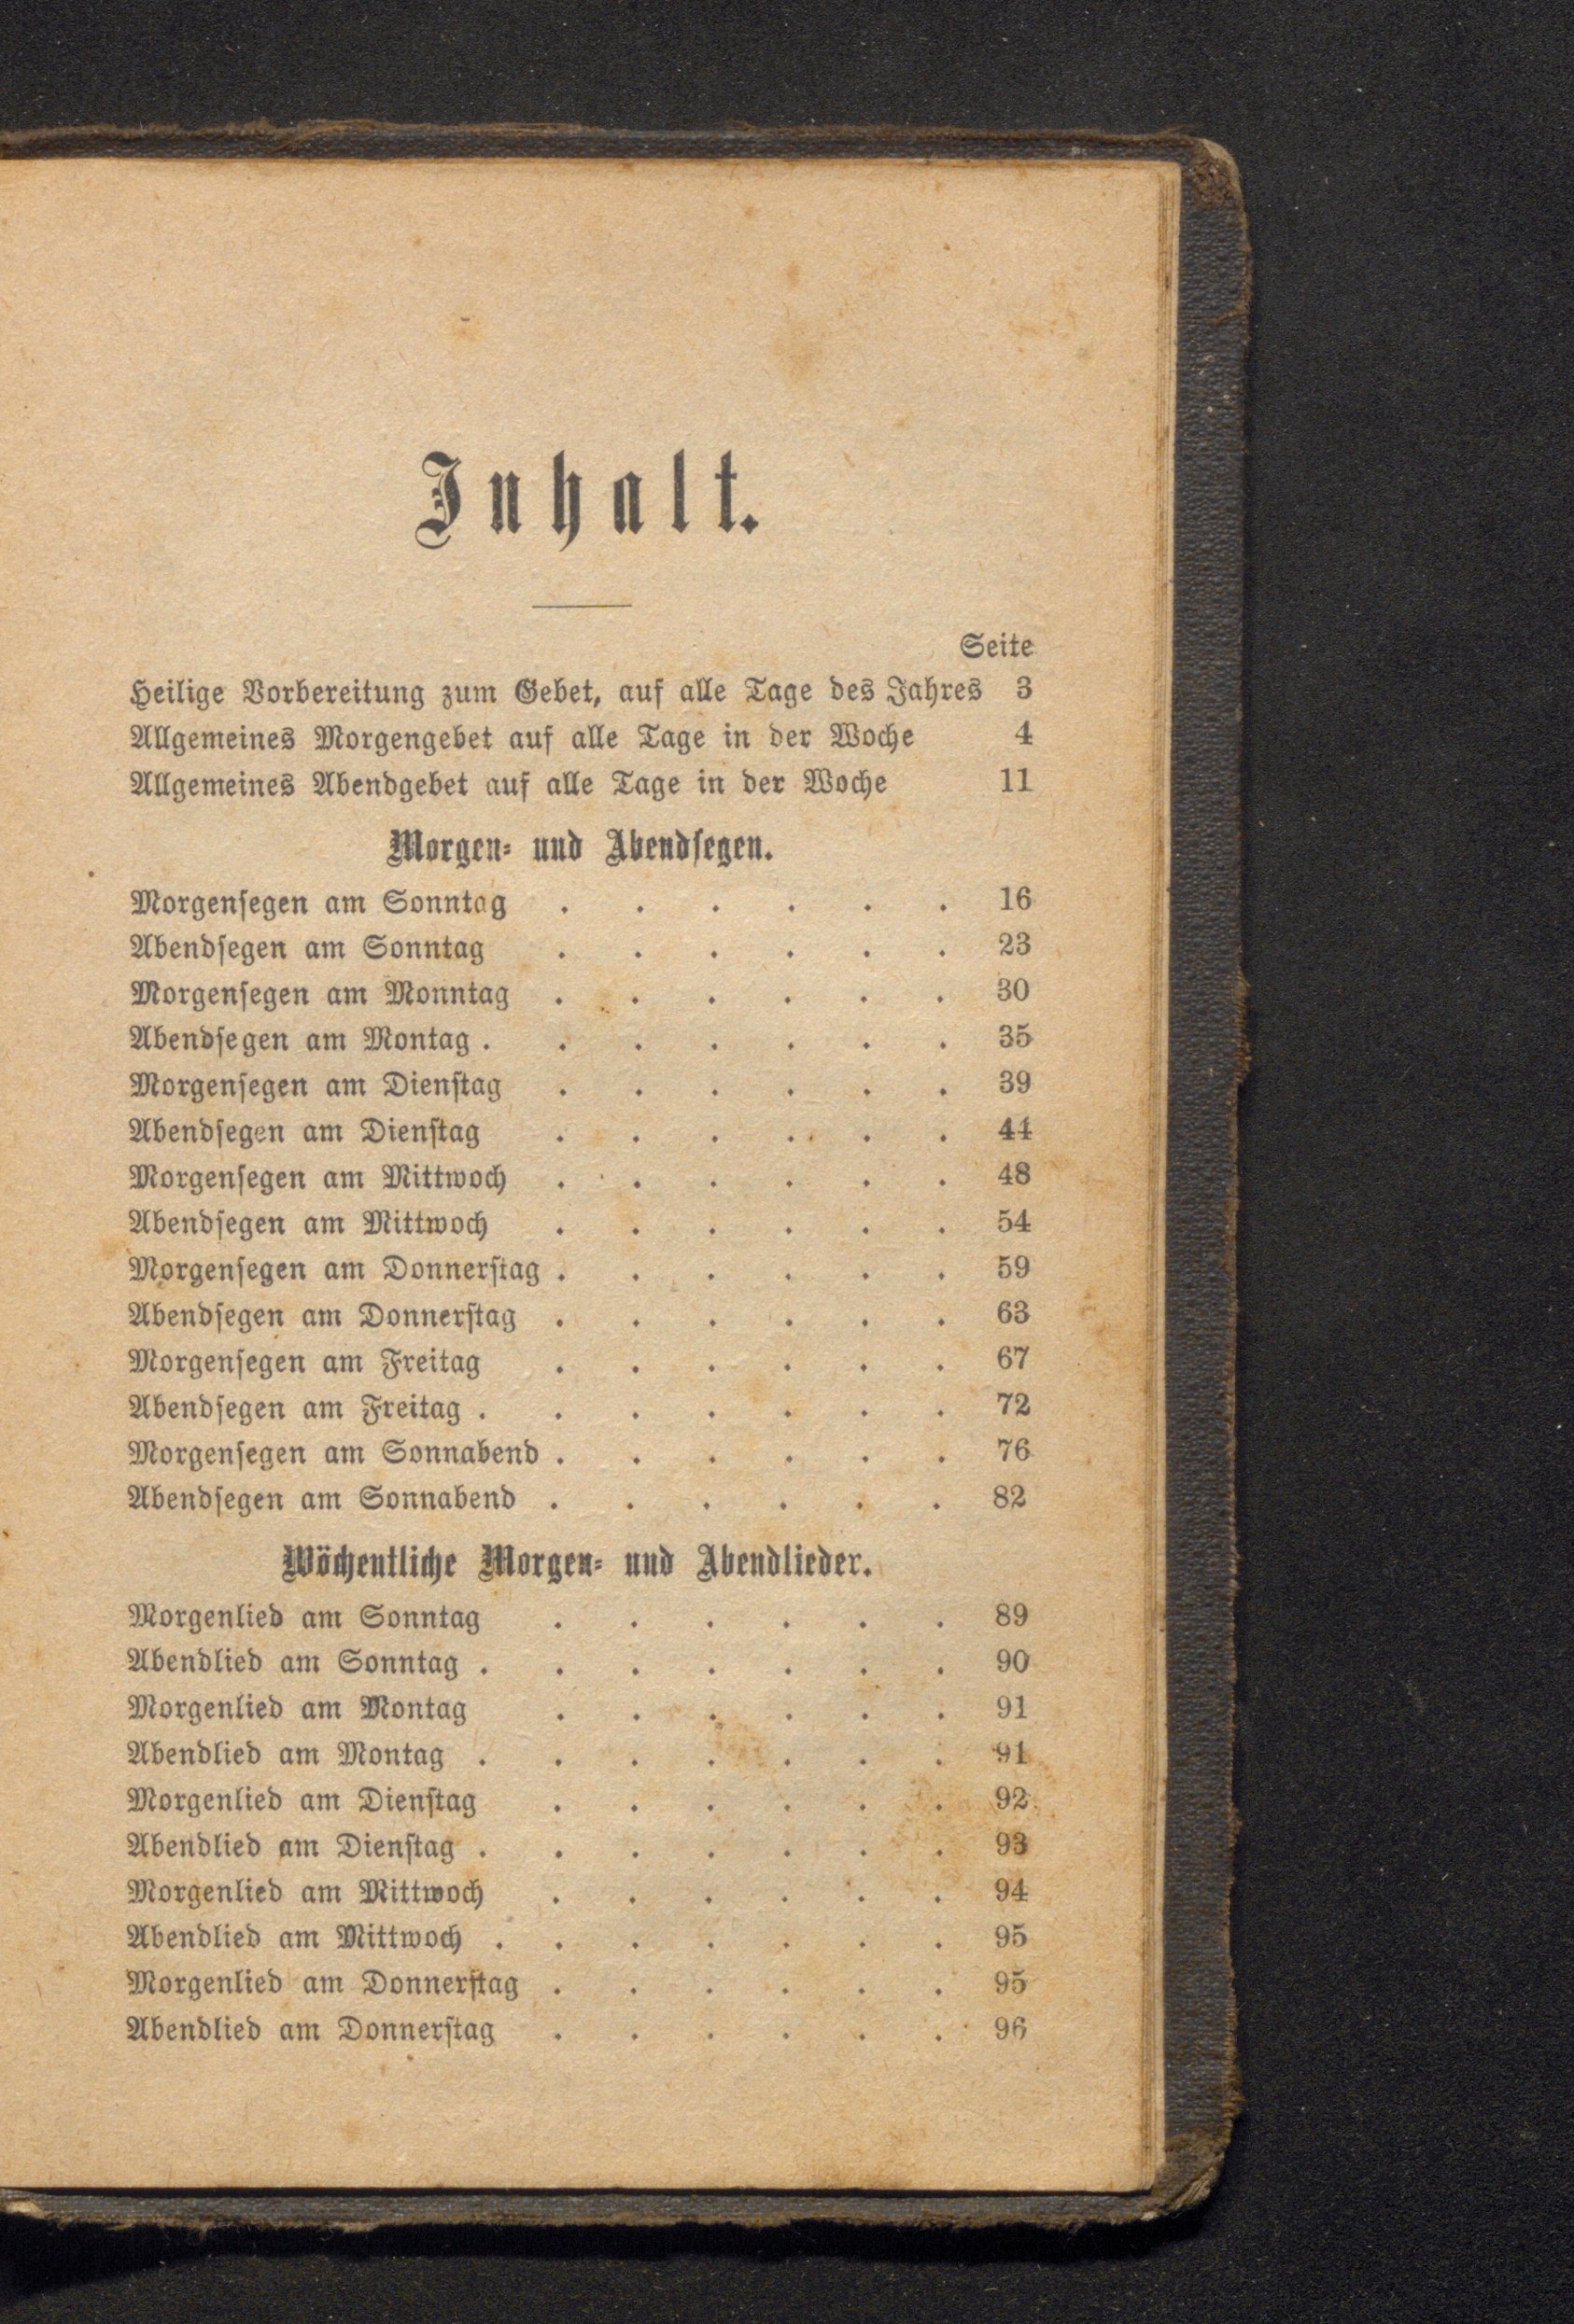 Inhalt.
Seite
Heilige Vorbereitung zum Gebet, auf alle Tage des Jahres 3
Allgemeines Morgengebet auf alle Tage in der Woche 4
Allgemeines Abendgebet auf alle Tage in der Woche 11
Morgen- und Abendſegen.
Morgenſegen am Sonntag . . . . . . 16
Abendſegen am Sonntag . . . . . . 23
Morgenſegen am Monntag . . . . . . 30
Abendſegen am Montag . . . . . . . 35
Morgenſegen am Dienſtag . . . . . . 39
Abendſegen am Dienſtag . . . . . . 44
Morgenſegen am Mittwoch . . . . . . 48
Abendſegen am Mittwoch . . . . . . 54
Morgenſegen am Donnerſtag . . . . . . 59
Abendſegen am Donnerſtag . . . . . . 63
Morgenſegen am Freitag . . . . . . 67
Abendſegen am Freitag . . . . . . . 72
Morgenſegen am Sonnabend . . . . . . 76
Abendſegen am Sonnabend . . . . . . 82
Wöchentliche Morgen- und Abendlieder.
Morgenlied am Sonntag . . . . . . 89
Abendlied am Sonntag . . . . . . . 90
Morgenlied am Montag . . . . . . 91
Abendlied am Montag . . . . . . . 91
Morgenlied am Dienſtag . . . . . . 92
Abendlied am Dienſtag . . . . . . . 93
Morgenlied am Mittwoch . . . . . . 94
Abendlied am Mittwoch . . . . . . . 95
Morgenlied am Donnerſtag . . . . . . 95
Abendlied am Donnerſtag . . . . . . 96